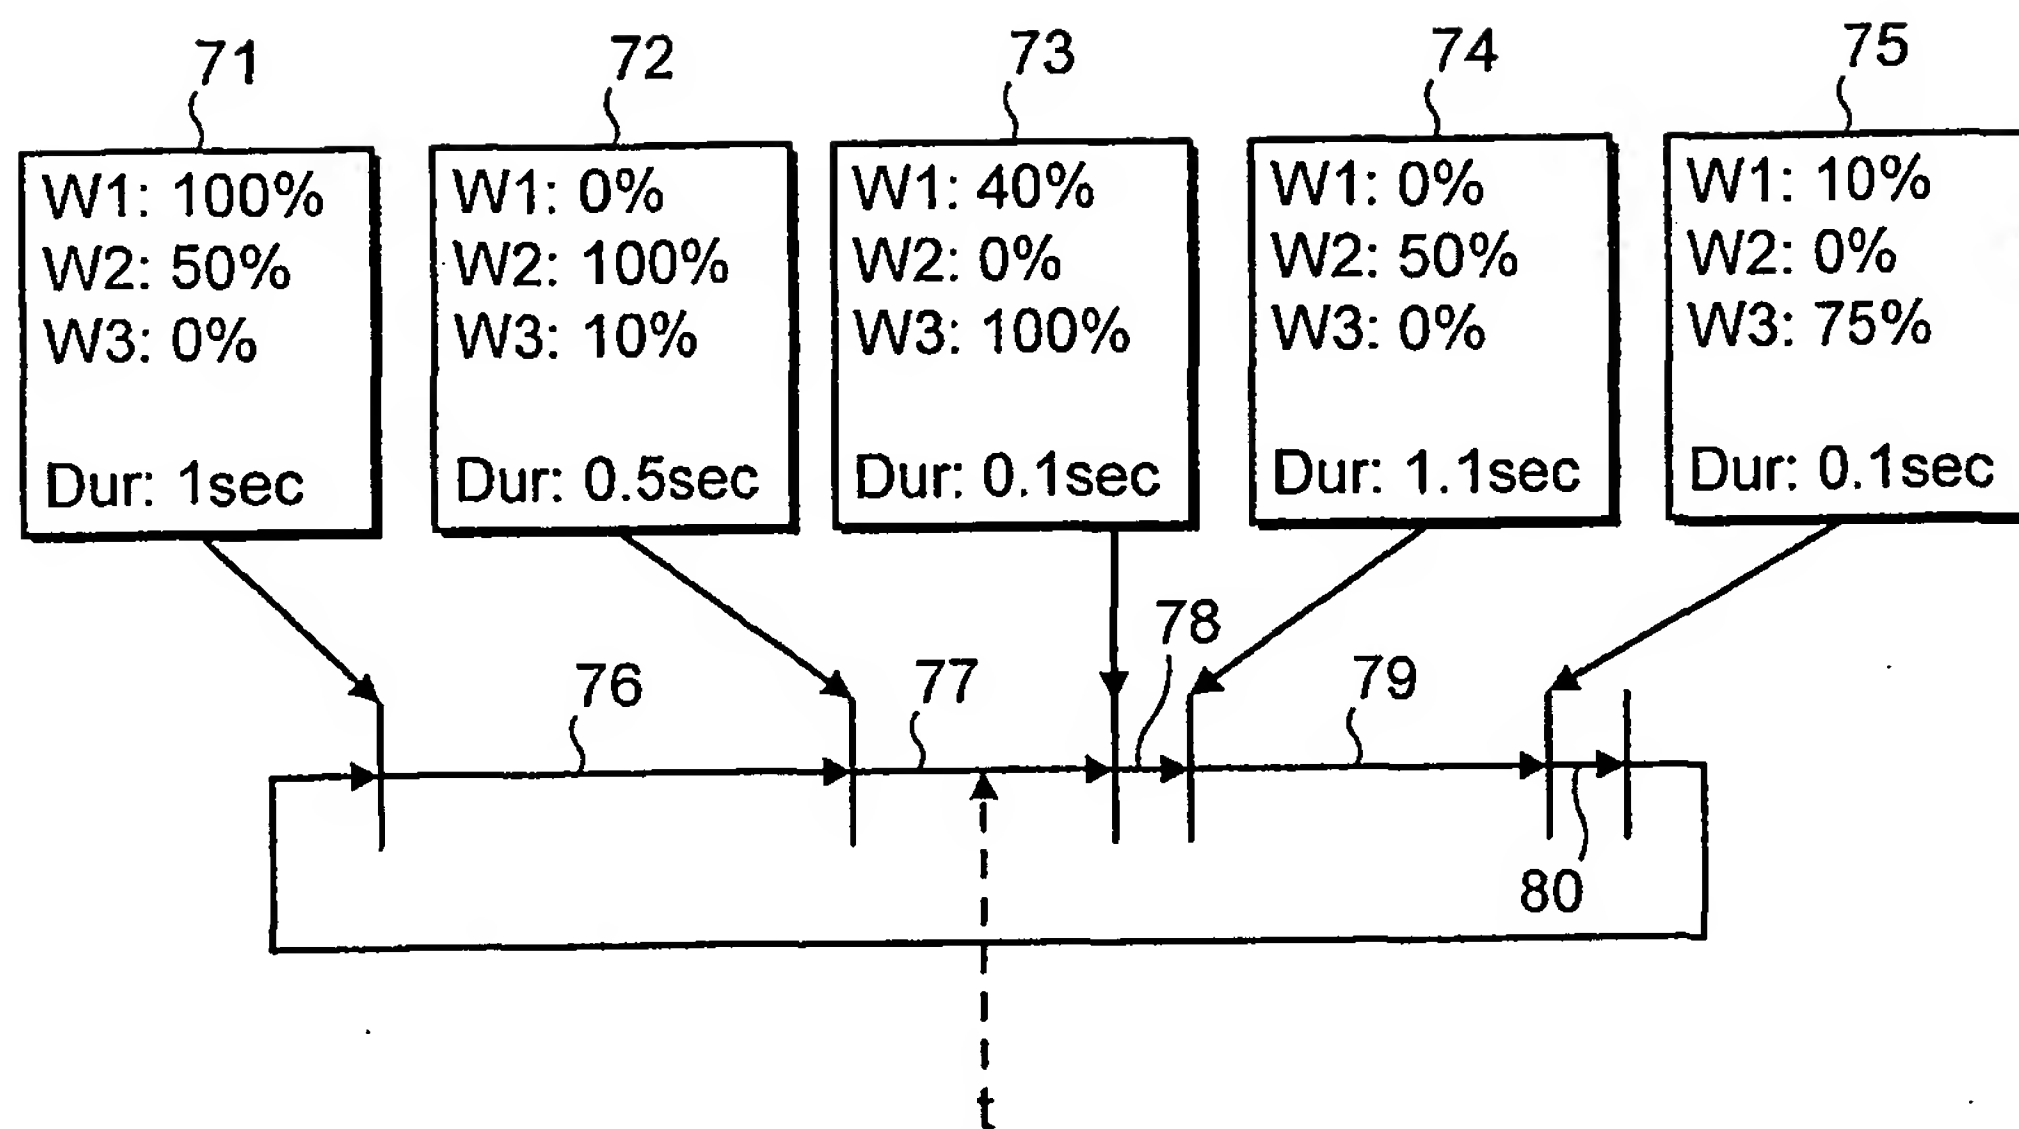 71
72
73
74
75
W1: 100%
W2: 50%
W3: 0%
Dur: 1sec
W1: 0%
W2: 100%
W3: 10%
Dur: 0.5sec
W1: 40%
W2: 0%
W3: 100%
Dur: 0.1sec
W1: 0%
W2: 50%
W3: 0%
Dur: 1.1sec
W1: 10%
W2: 0%
W3: 75%
Dur: 0.1sec
76
77
78
79
80
t